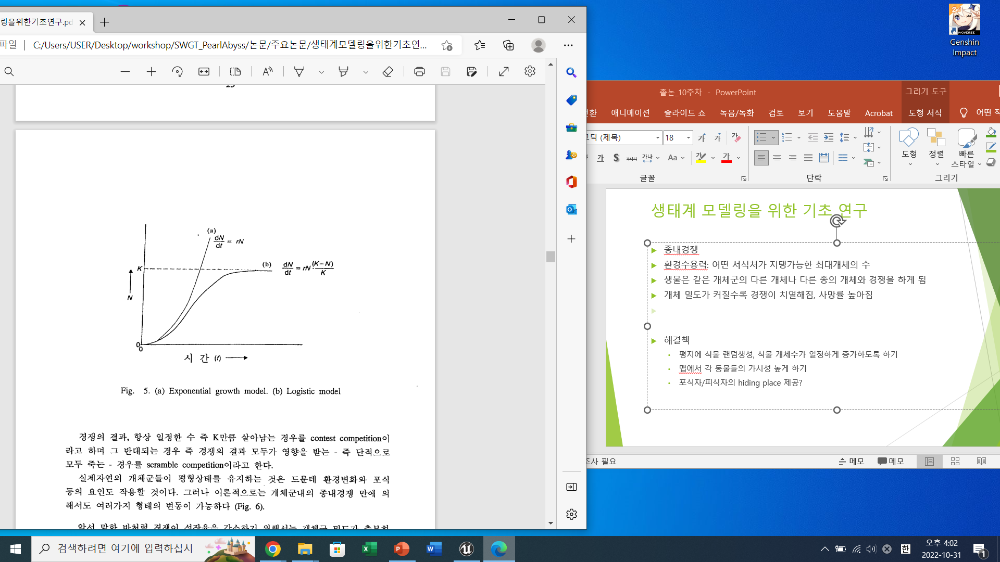 링을위한기초연구.pd
파일 | C:/Users/USER/Desktop/workshop/SWGT_PearlAbyss/논문/주요논문/생태계모델링을위한기초연...
(a)
dN/dt = rN
K
(b) dN/dt = rN (K-N)/K
N
0
0
시 간 (t)
Fig. 5. (a) Exponential growth model. (b) Logistic model
경쟁의 결과, 항상 일정한 수 즉 K만큼 살아남는 경우를 contest competition이
라고 하며 그 반대되는 경우 즉 경쟁의 결과 모두가 영향을 받는 - 즉 단적으로
모두 죽는 - 경우를 scramble competition이라고 한다.
실제자연의 개체군들이 평형상태를 유지하는 것은 드문데 환경변화와 포식
등의 요인도 작용할 것이다. 그러나 이론적으로는 개체군내의 종내경쟁 만에 의
해서도 여러가지 형태의 변동이 가능하다 (Fig. 6).
Genshin
Impact
2nd
졸논_10주차 - PowerPoint
그리기 도구
애니메이션 슬라이드 쇼 녹음/녹화 검토 보기 도움말 Acrobat 도형 서식
(제목) 18
가 가 가
가 S 가나 Aa 가 가
도형 정렬 빠른
스타일
글꼴 단락 그리기
생태계 모델링을 위한 기초 연구
종내경쟁
환경수용력: 어떤 서식처가 지탱가능한 최대개체의 수
생물은 같은 개체군의 다른 개체나 다른 종의 개체와 경쟁을 하게 됨
개체 밀도가 커질수록 경쟁이 치열해짐, 사망률 높아짐
해결책
평지에 식물 랜덤생성, 식물 개체수가 일정하게 증가하도록 하기
맵에서 각 동물들의 가시성 높게 하기
포식자/피식자의 hiding place 제공?
조사 필요 메모 메모
검색하려면 여기에 입력하십시
한
오후 4:02
2022-10-31
1